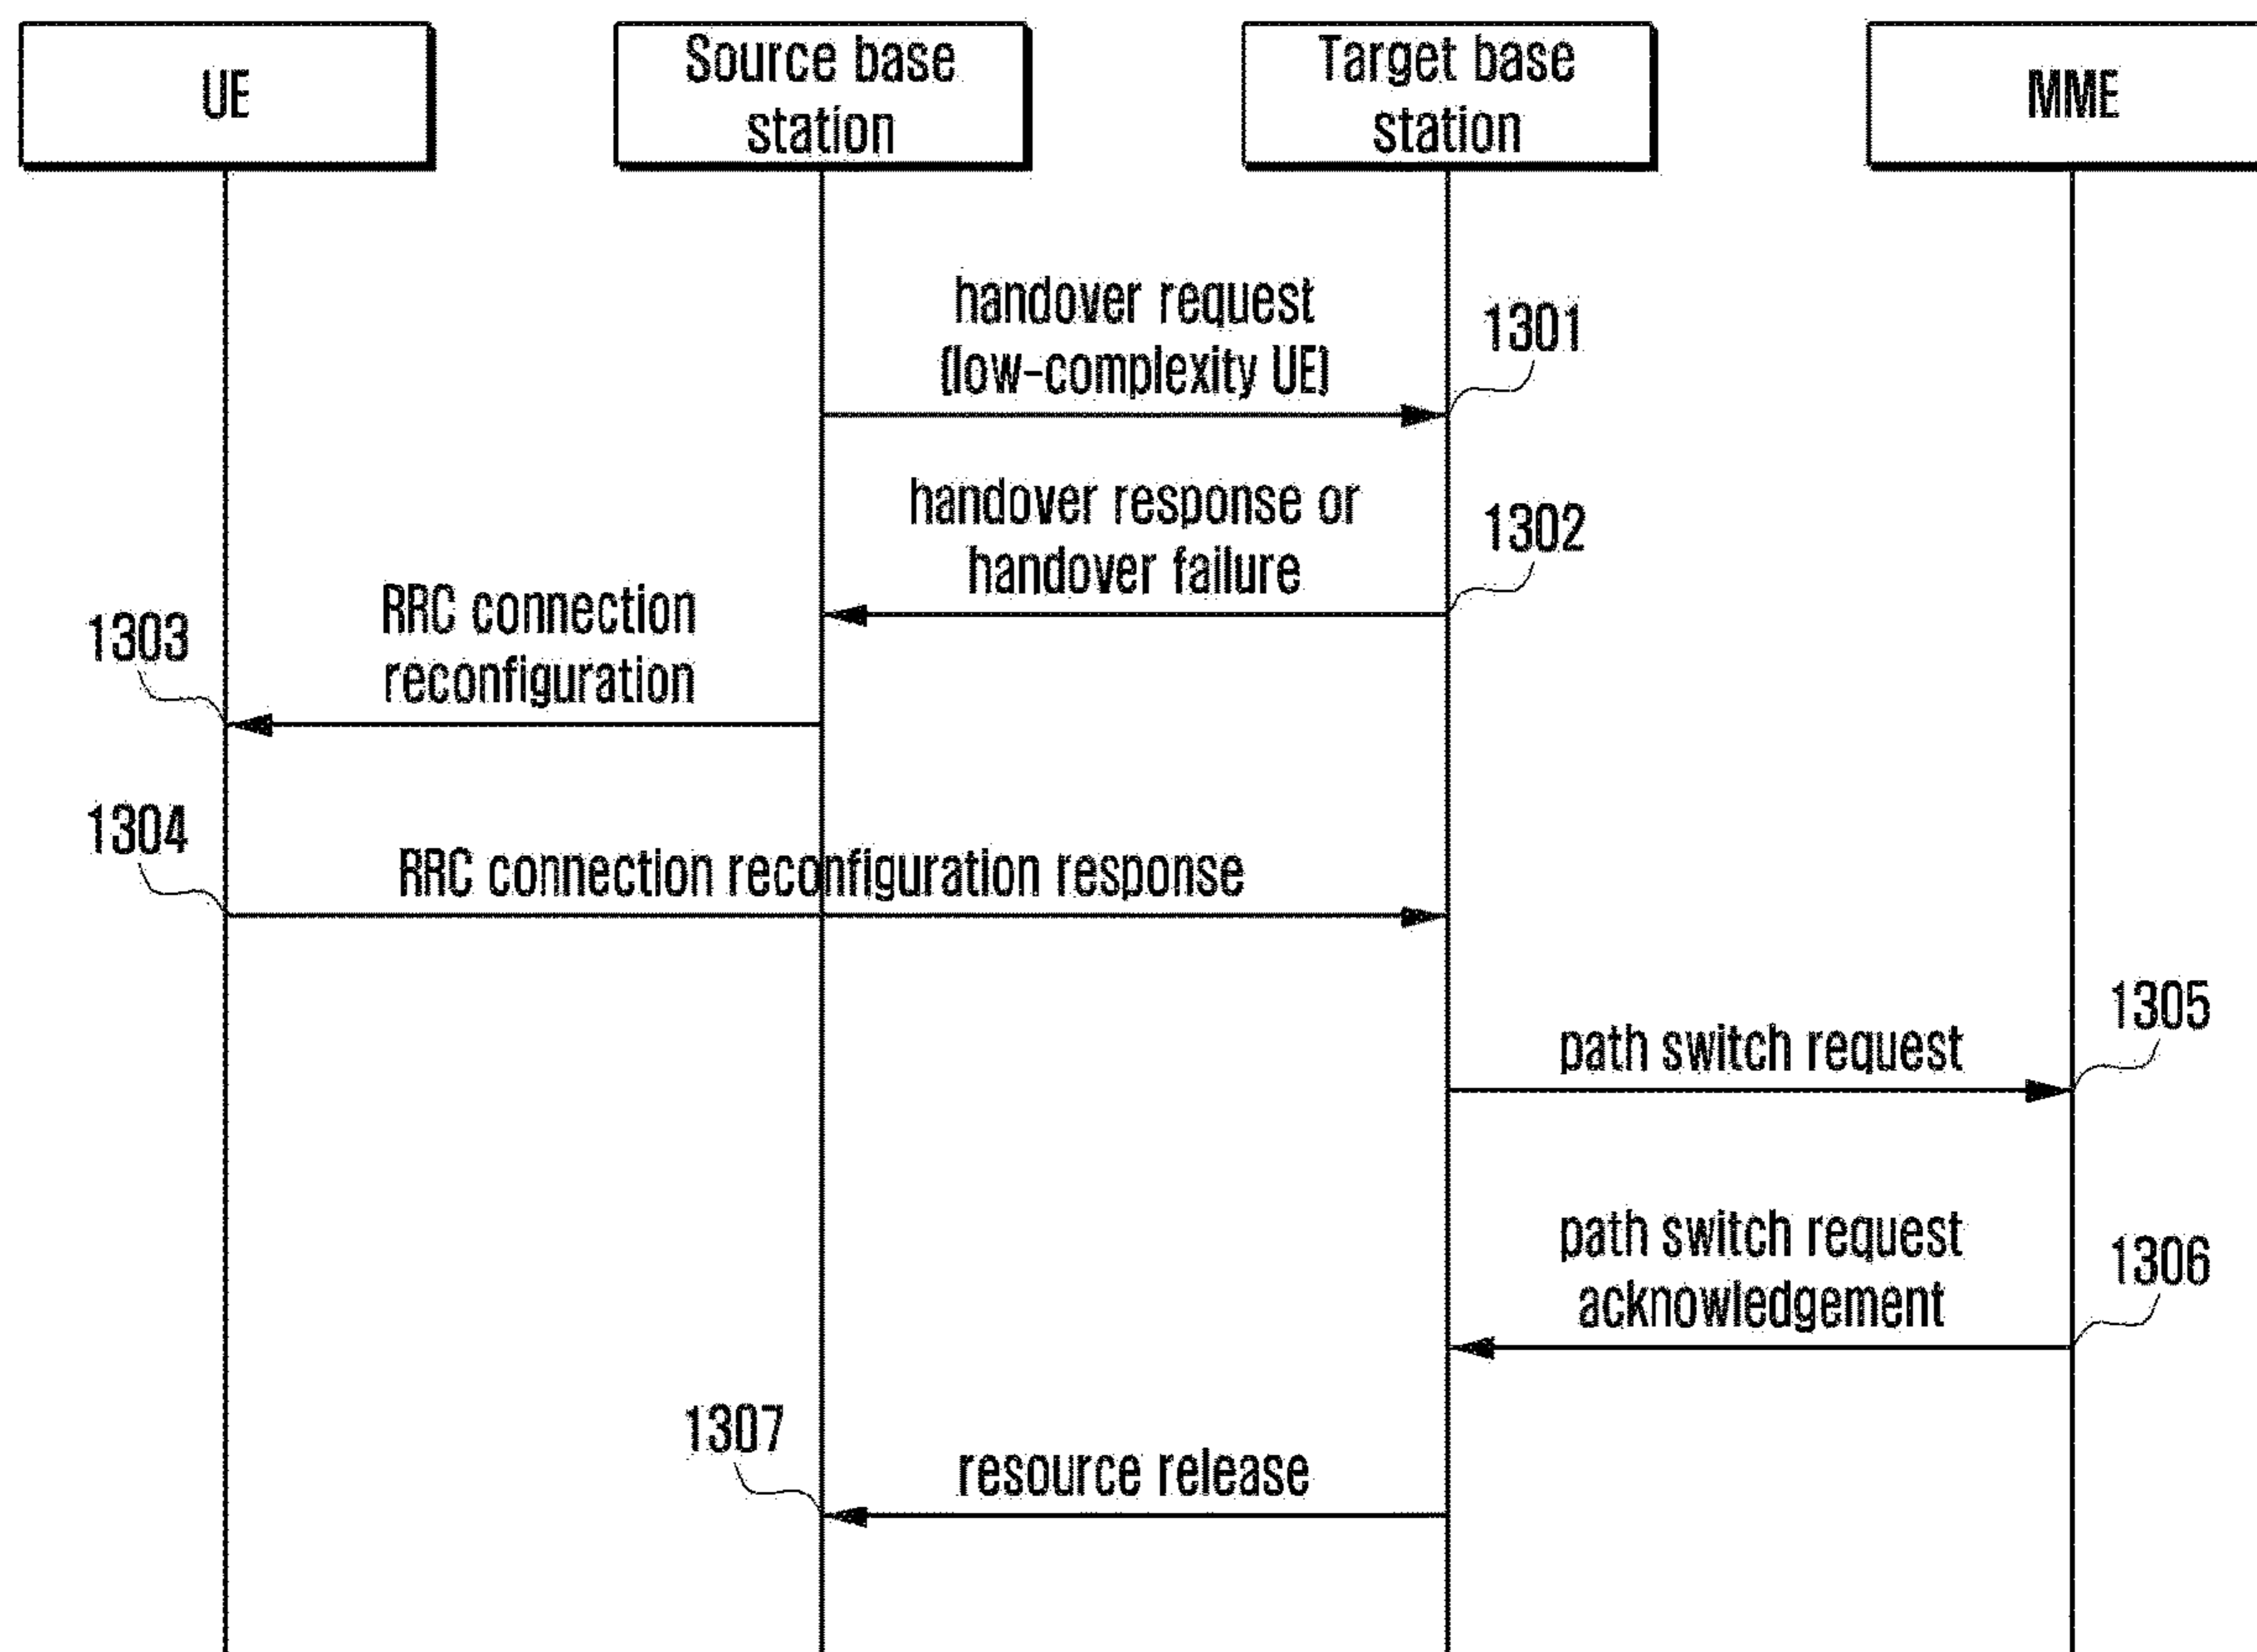 UE
Source base
station
Target base
station
MME
handover request
(low-complexity UE)
1301
handover response or
handover failure
1302
RRC connection
reconfiguration
1303
1304
RRC connection reconfiguration response
1305
path switch request
path switch request
acknowledgement
1306
1307
resource release